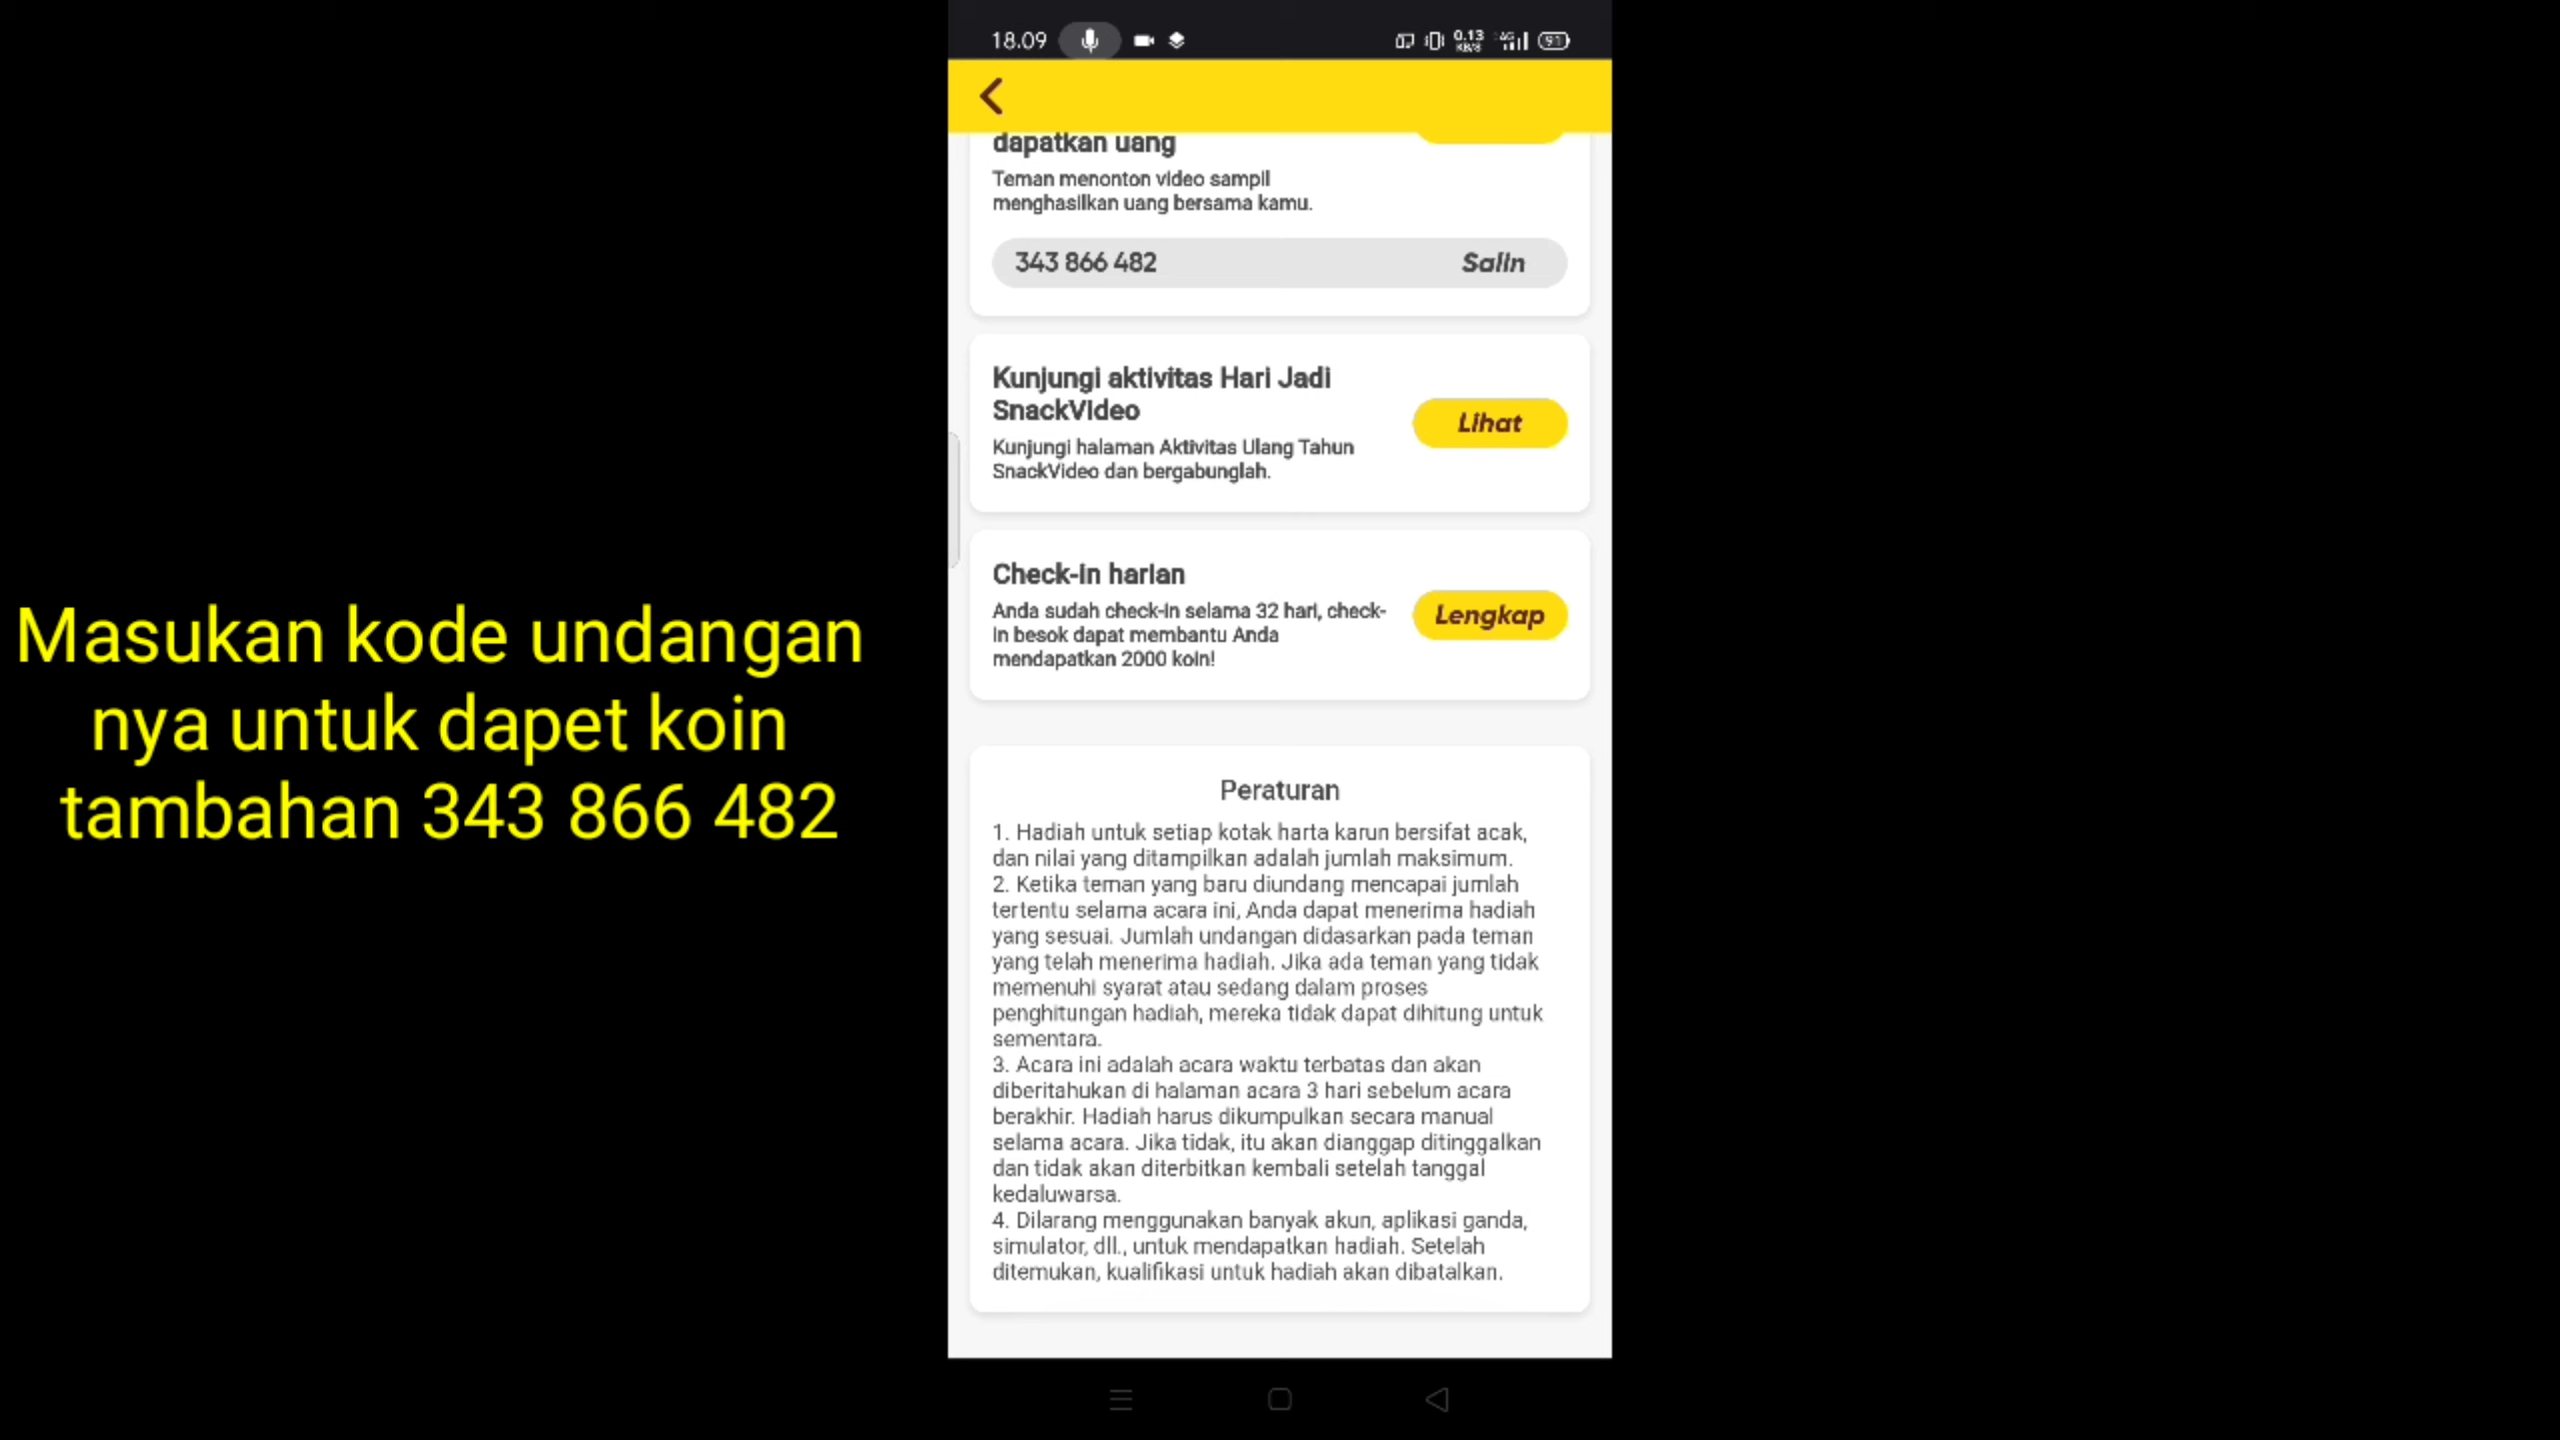 Masukan kode undangan
nya untuk dapet koin
tambahan 343 866 482
18.09
0.13
KB/S
4G
91
dapatkan uang
Teman menonton video sampil
menghasilkan uang bersama kamu.
343 866 482
Salin
Kunjungi aktivitas Hari Jadi
SnackVideo
Lihat
Kunjungi halaman Aktivitas Ulang Tahun
SnackVideo dan bergabunglah.
Check-in harian
Anda sudah check-in selama 32 hari, check-
in besok dapat membantu Anda
mendapatkan 2000 koin!
Lengkap
Peraturan
1. Hadiah untuk setiap kotak harta karun bersifat acak,
dan nilai yang ditampilkan adalah jumlah maksimum.
2. Ketika teman yang baru diundang mencapai jumlah
tertentu selama acara ini, Anda dapat menerima hadiah
yang sesuai. Jumlah undangan didasarkan pada teman
yang telah menerima hadiah. Jika ada teman yang tidak
memenuhi syarat atau sedang dalam proses
penghitungan hadiah, mereka tidak dapat dihitung untuk
sementara.
3. Acara ini adalah acara waktu terbatas dan akan
diberitahukan di halaman acara 3 hari sebelum acara
berakhir. Hadiah harus dikumpulkan secara manual
selama acara. Jika tidak, itu akan dianggap ditinggalkan
dan tidak akan diterbitkan kembali setelah tanggal
kedaluwarsa.
4. Dilarang menggunakan banyak akun, aplikasi ganda,
simulator, dll., untuk mendapatkan hadiah. Setelah
ditemukan, kualifikasi untuk hadiah akan dibatalkan.